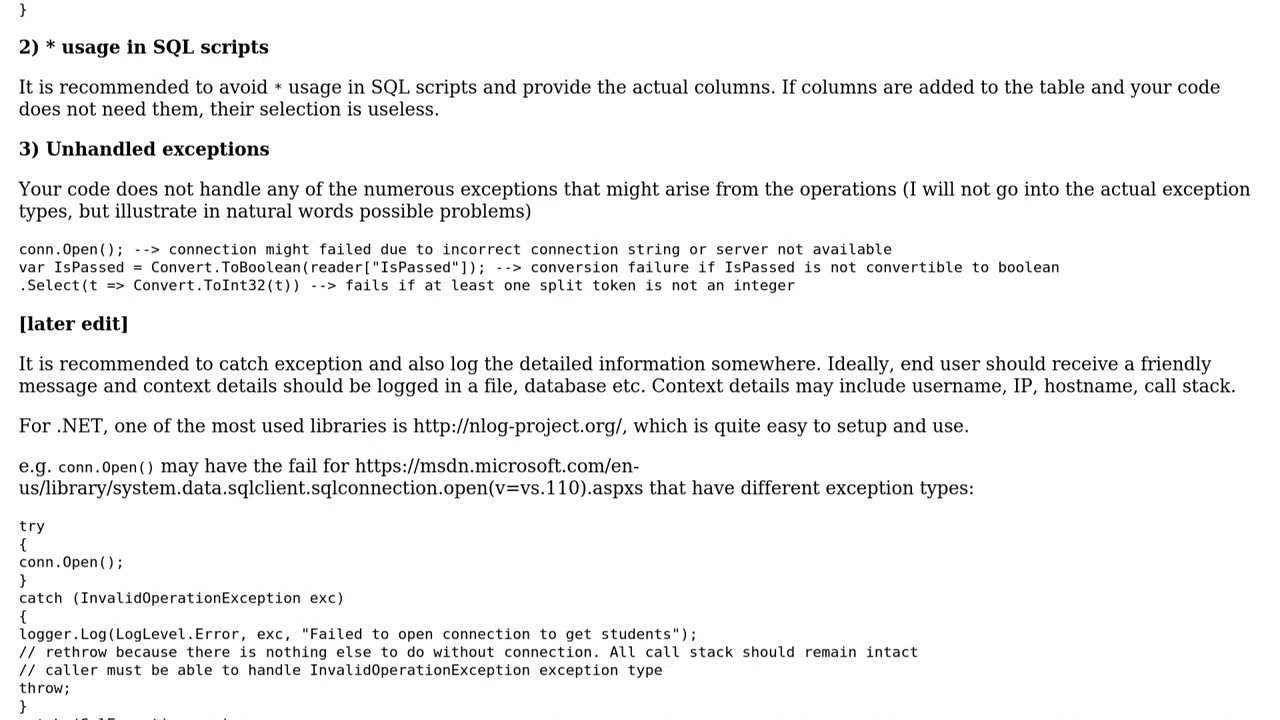 }
2) * usage in SQL scripts
It is recommended to avoid * usage in SQL scripts and provide the actual columns. If columns are added to the table and your code
does not need them, their selection is useless.
3) Unhandled exceptions
Your code does not handle any of the numerous exceptions that might arise from the operations (I will not go into the actual exception
types, but illustrate in natural words possible problems)
conn.Open(); --> connection might failed due to incorrect connection string or server not available
var IsPassed = Convert.ToBoolean(reader["IsPassed"]); --> conversion failure if IsPassed is not convertible to boolean
.Select(t => Convert.ToInt32(t)) --> fails if at least one split token is not an integer
[later edit]
It is recommended to catch exception and also log the detailed information somewhere. Ideally, end user should receive a friendly
message and context details should be logged in a file, database etc. Context details may include username, IP, hostname, call stack.
For .NET, one of the most used libraries is http://nlog-project.org/, which is quite easy to setup and use.
e.g. conn.Open() may have the fail for https://msdn.microsoft.com/en-
us/library/system.data.sqlclient.sqlconnection.open(v=vs.110).aspxs that have different exception types:
try
{
conn.Open();
}
catch (InvalidOperationException exc)
{
logger.Log(LogLevel.Error, exc, "Failed to open connection to get students");
// rethrow because there is nothing else to do without connection. All call stack should remain intact
// caller must be able to handle InvalidOperationException exception type
throw;
}